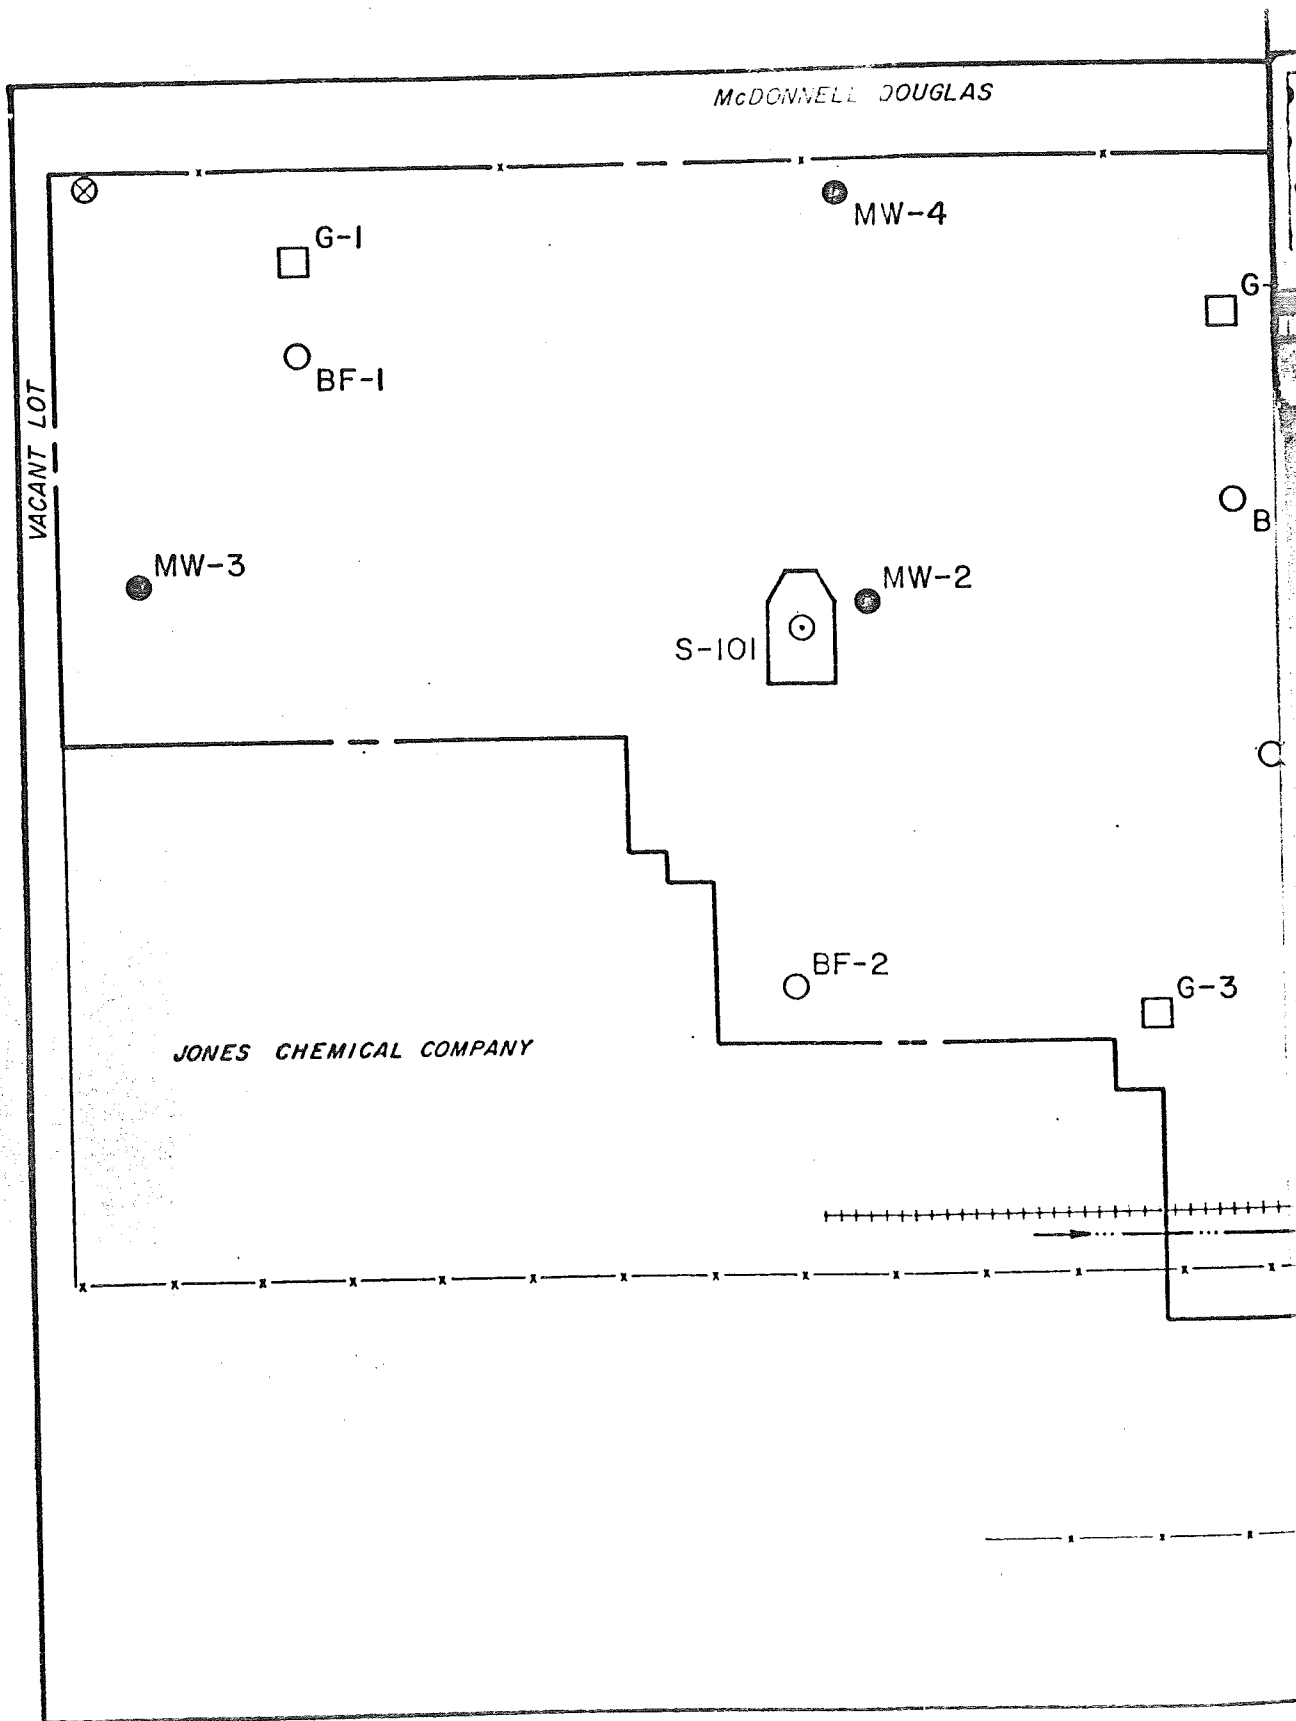 McDONNELL DOUGLAS
MW-4
G-1
G-
BF-1
VACANT LOT
B
MW-3
MW-2
S-101
BF-2
G-3
JONES CHEMICAL COMPANY